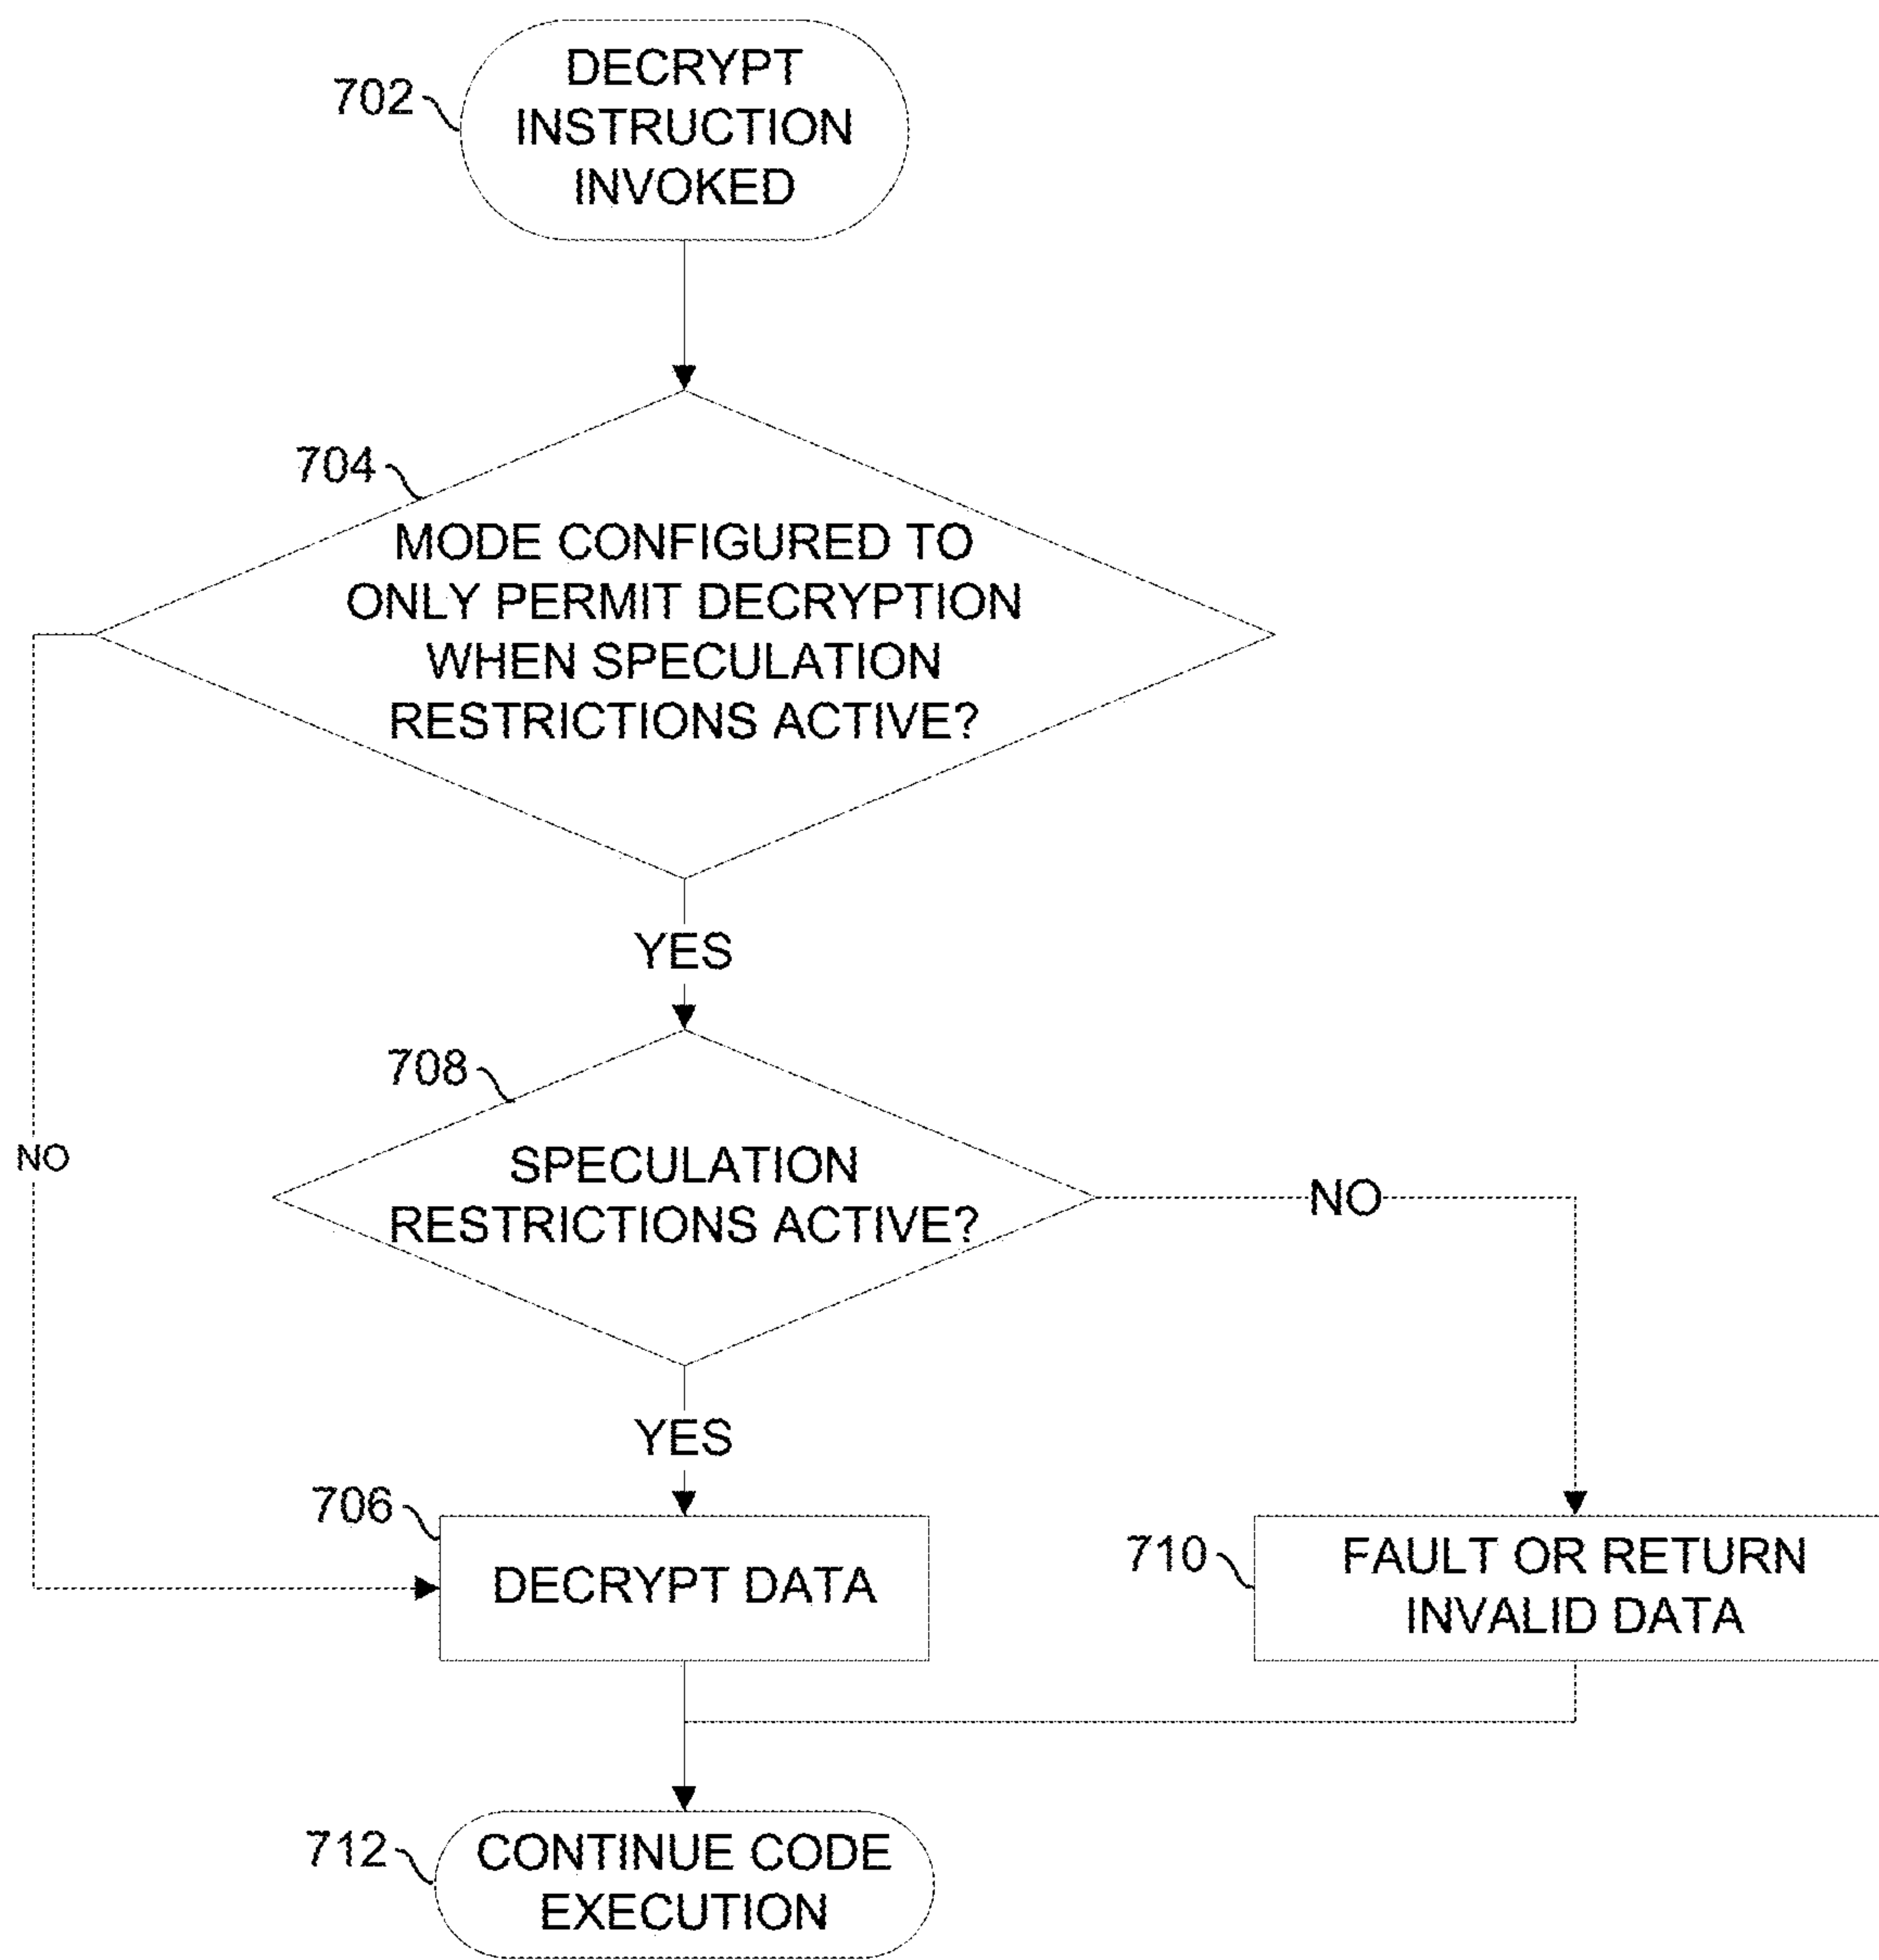 702
DECRYPT
INSTRUCTION
INVOKED
704
MODE CONFIGURED TO
ONLY PERMIT DECRYPTION
WHEN SPECULATION
RESTRICTIONS ACTIVE?
YES
708
NO
SPECULATION
RESTRICTIONS ACTIVE?
NO
YES
706
DECRYPT DATA
710
FAULT OR RETURN
INVALID DATA
712
CONTINUE CODE
EXECUTION